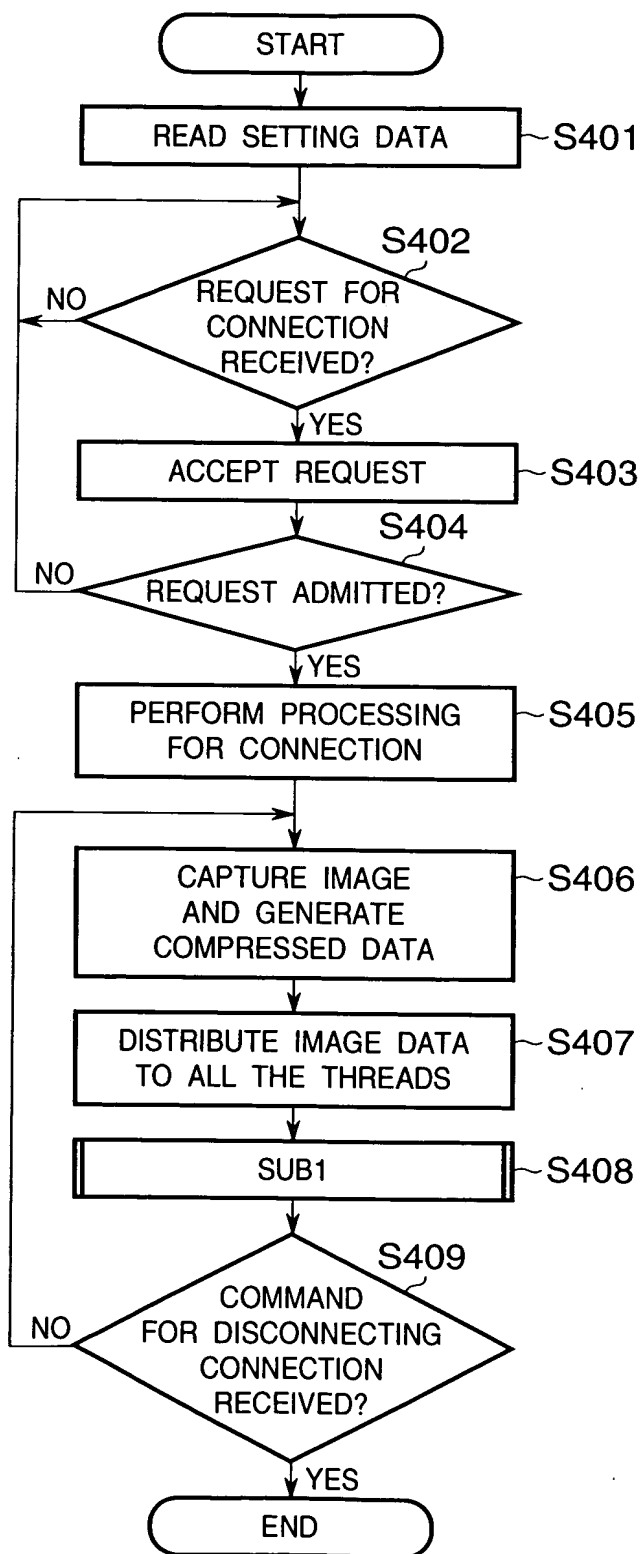 START
READ SETTING DATA
S401
S402
REQUEST FOR
CONNECTION
RECEIVED?
NO
YES
ACCEPT REQUEST
S403
S404
REQUEST ADMITTED?
NO
YES
PERFORM PROCESSING
FOR CONNECTION
S405
CAPTURE IMAGE
AND GENERATE
COMPRESSED DATA
S406
DISTRIBUTE IMAGE DATA
TO ALL THE THREADS
S407
SUB1
S408
S409
COMMAND
FOR DISCONNECTING
CONNECTION
RECEIVED?
NO
YES
END